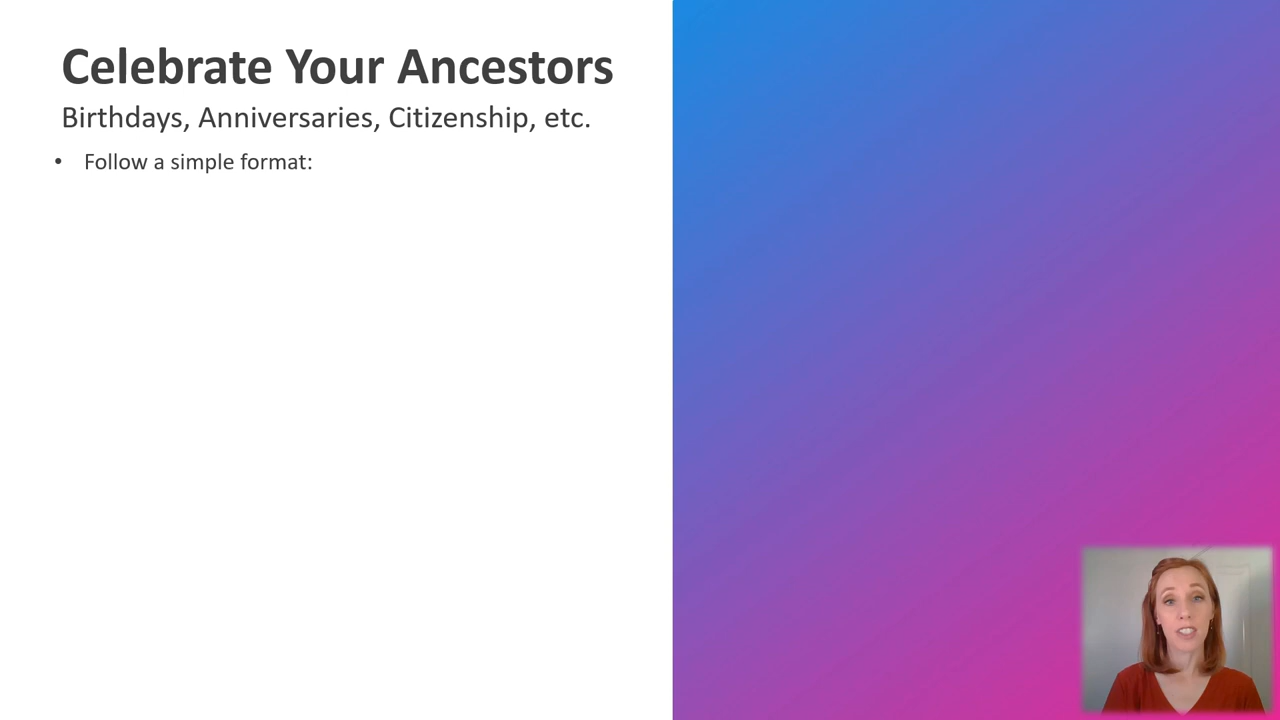 Celebrate Your Ancestors
Birthdays, Anniversaries, Citizenship, etc.
• Follow a simple format: